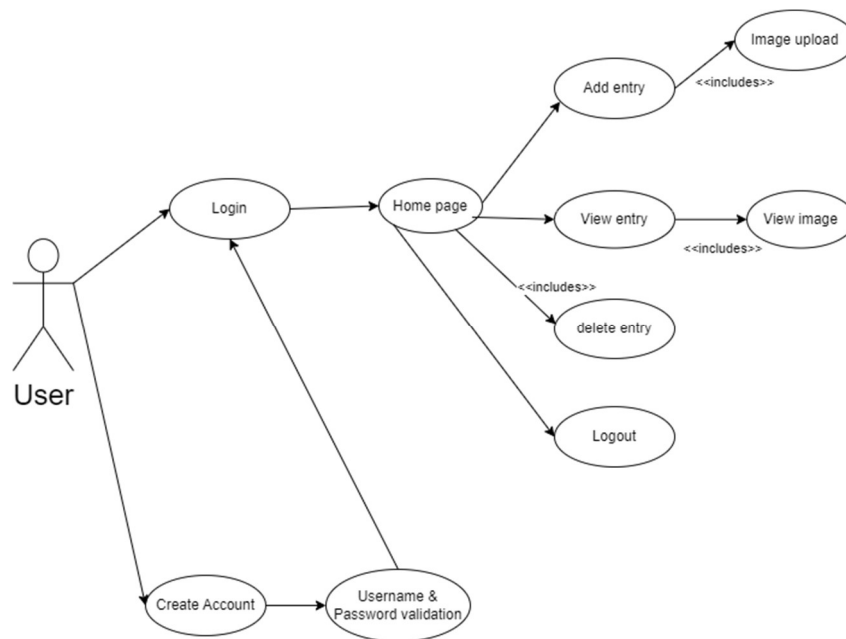 Image upload
Add entry
<<includes>>
Login
Home page
View entry
View image
<<includes>>
<<includes>>
delete entry
User
Logout
Create Account
Username &
Password validation